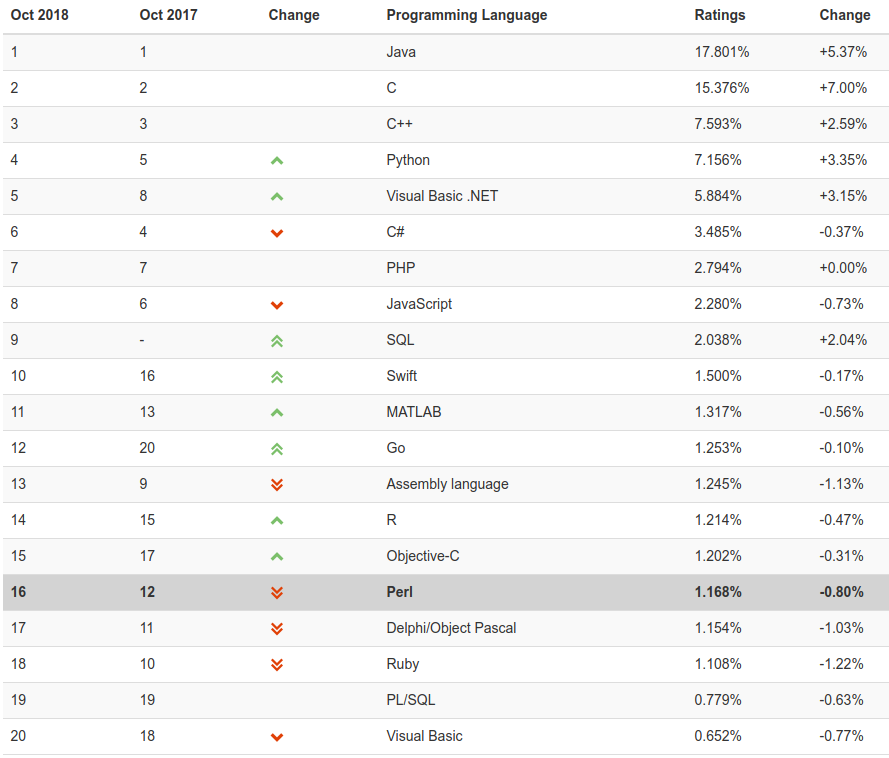 Oct 2018 Oct 2017 Change Programming Language Ratings Change
1 1 Java 17.801% +5.37%
2 2 C 15.376% +7.00%
3 3 C++ 7.593% +2.59%
4 5 Python 7.156% +3.35%
5 8 Visual Basic .NET 5.884% +3.15%
6 4 C# 3.485% -0.37%
7 7 PHP 2.794% +0.00%
8 6 JavaScript 2.280% -0.73%
9 - SQL 2.038% +2.04%
10 16 Swift 1.500% -0.17%
11 13 MATLAB 1.317% -0.56%
12 20 Go 1.253% -0.10%
13 9 Assembly language 1.245% -1.13%
14 15 R 1.214% -0.47%
15 17 Objective-C 1.202% -0.31%
16 12 Perl 1.168% -0.80%
17 11 Delphi/Object Pascal 1.154% -1.03%
18 10 Ruby 1.108% -1.22%
19 19 PL/SQL 0.779% -0.63%
20 18 Visual Basic 0.652% -0.77%